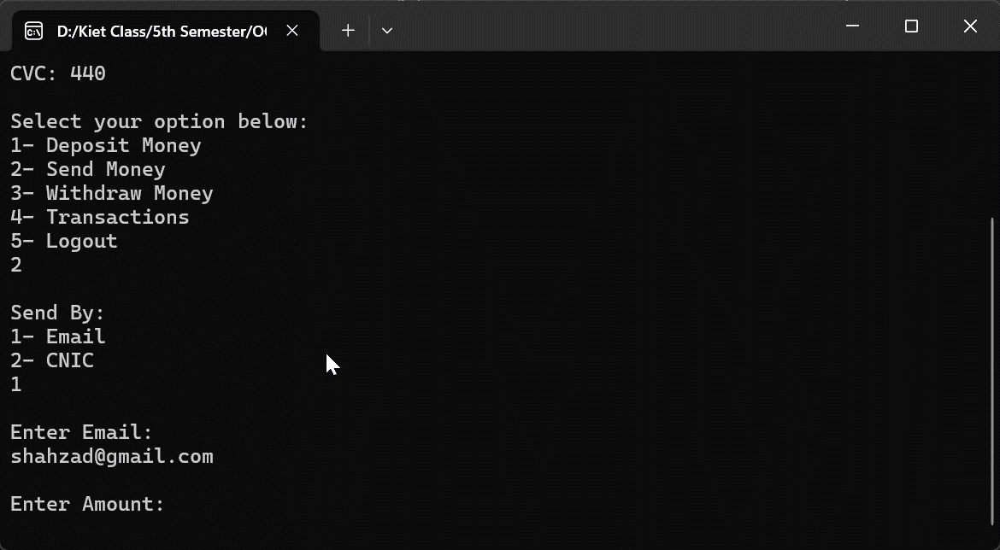 D:/Kiet Class/5th Semester/O
CVC: 440
Select your option below:
1- Deposit Money
2- Send Money
3- Withdraw Money
4- Transactions
5- Logout
2
Send By:
1- Email
2- CNIC
1
Enter Email:
shahzad@gmail.com
Enter Amount: